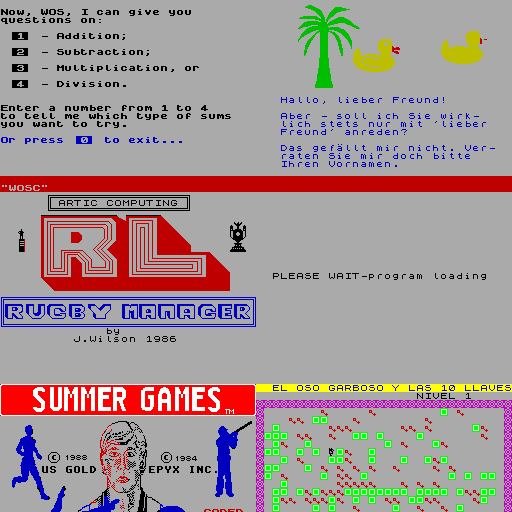 Now, WOS, I can give you
questions on:
1 - Addition;
2 - Subtraction;
3 - Multiplication, or
4 - Division.
Enter a number from 1 to 4
to tell me which type of sums
you want to try.
Or press 0 to exit...
Hallo, lieber Freund!
Aber - soll ich Sie wirk-
lich stets nur mit 'lieber
Freund' anreden?
Das gefällt mir nicht. Ver-
raten Sie mir doch bitte
Ihren Vornamen.
"WOSC"
ARTIC COMPUTING
RL
RUGBY MANAGER
by
J.Wilson 1986
PLEASE WAIT-program loading
SUMMER GAMES TM
© 1988 © 1984
US GOLD EPYX INC.
CODED
EL OSO GARBOSO Y LAS 10 LLAVES
NIVEL 1